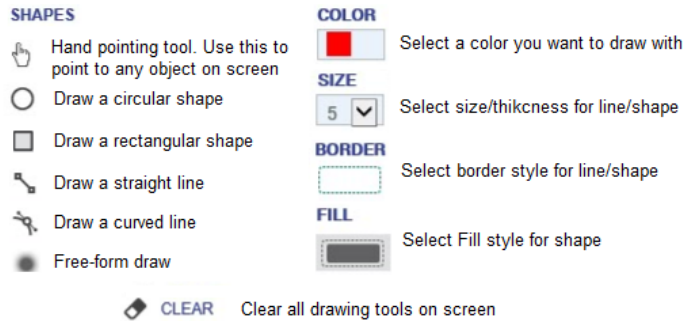 SHAPES
Hand pointing tool. Use this to
point to any object on screen
Draw a circular shape
Draw a rectangular shape
Draw a straight line
Draw a curved line
Free-form draw
COLOR
Select a color you want to draw with
SIZE
5
Select size/thikcness for line/shape
BORDER
Select border style for line/shape
FILL
Select Fill style for shape
CLEAR Clear all drawing tools on screen